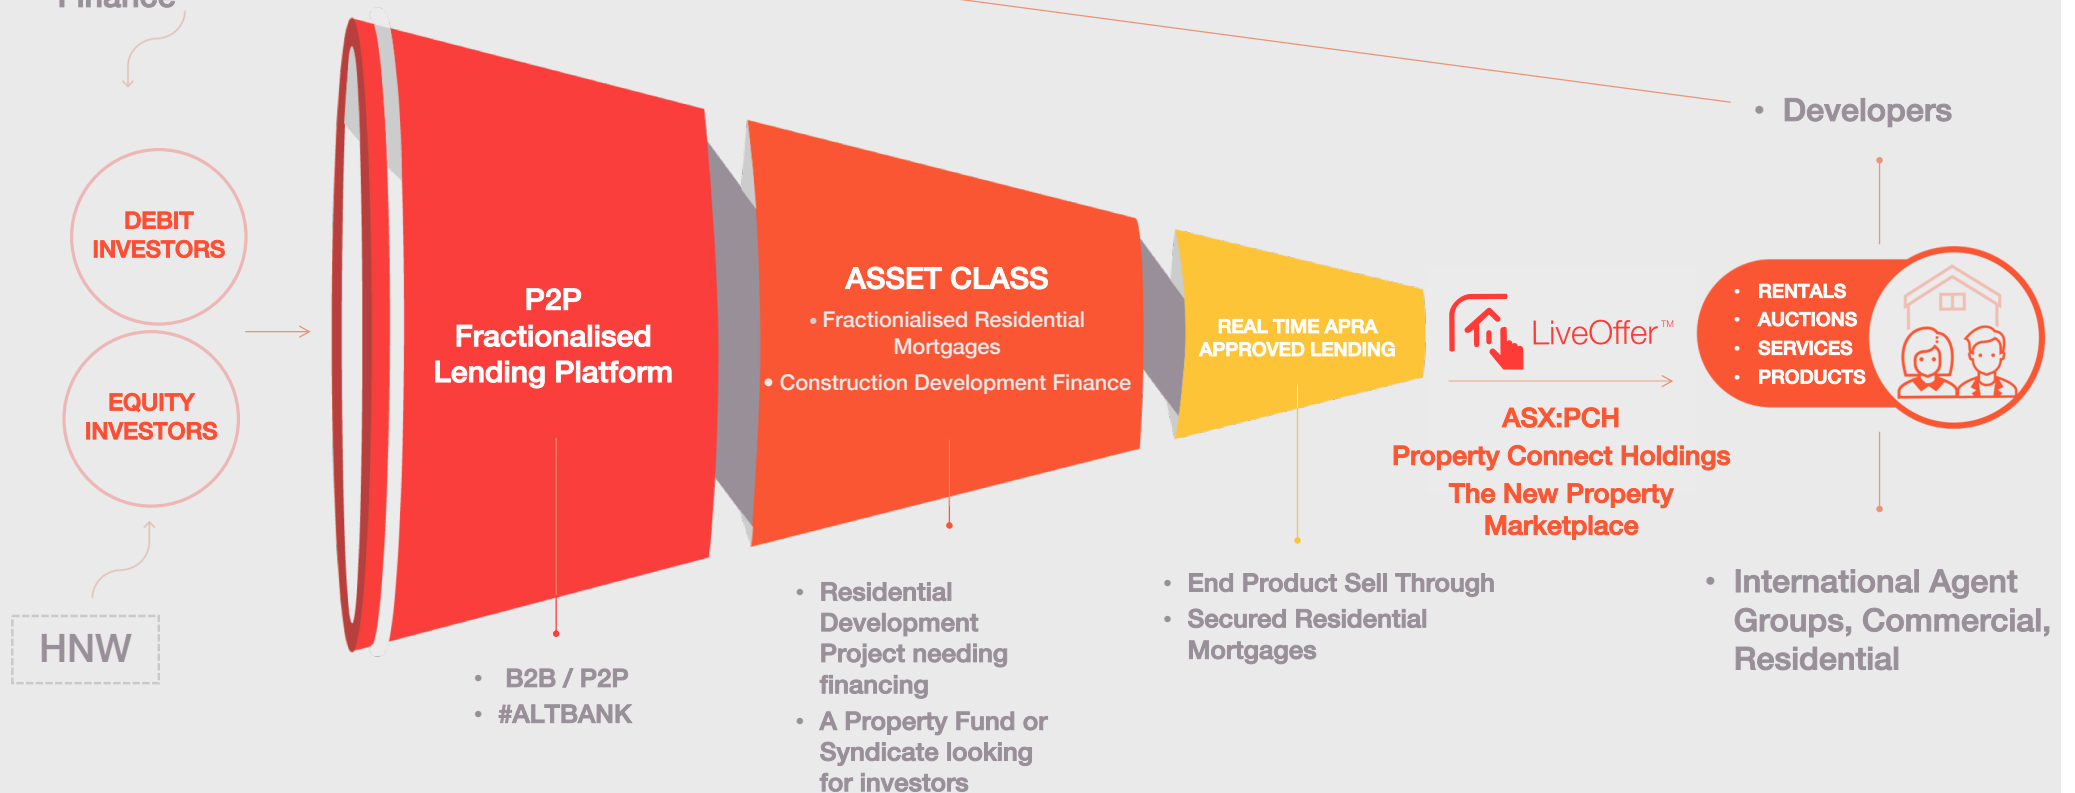 Finance
DEBIT
INVESTORS
EQUITY
INVESTORS
HNW
P2P
Fractionalised
Lending Platform
• B2B / P2P
• #ALTBANK
ASSET CLASS
• Fractionialised Residential
Mortgages
• Construction Development Finance
• Residential
Development
Project needing
financing
• A Property Fund or
Syndicate looking
for investors
REAL TIME APRA
APPROVED LENDING
• End Product Sell Through
• Secured Residential
Mortgages
LiveOffer™
ASX:PCH
Property Connect Holdings
The New Property
Marketplace
• Developers
• RENTALS
• AUCTIONS
• SERVICES
• PRODUCTS
• International Agent
Groups, Commercial,
Residential